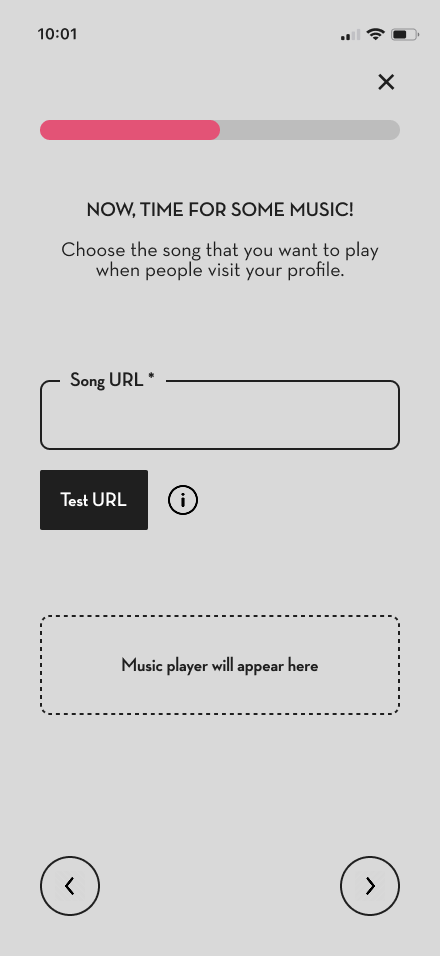 10:01
NOW, TIME FOR SOME MUSIC!
Choose the song that you want to play
when people visit your profile.
Song URL *
Test URL
Music player will appear here